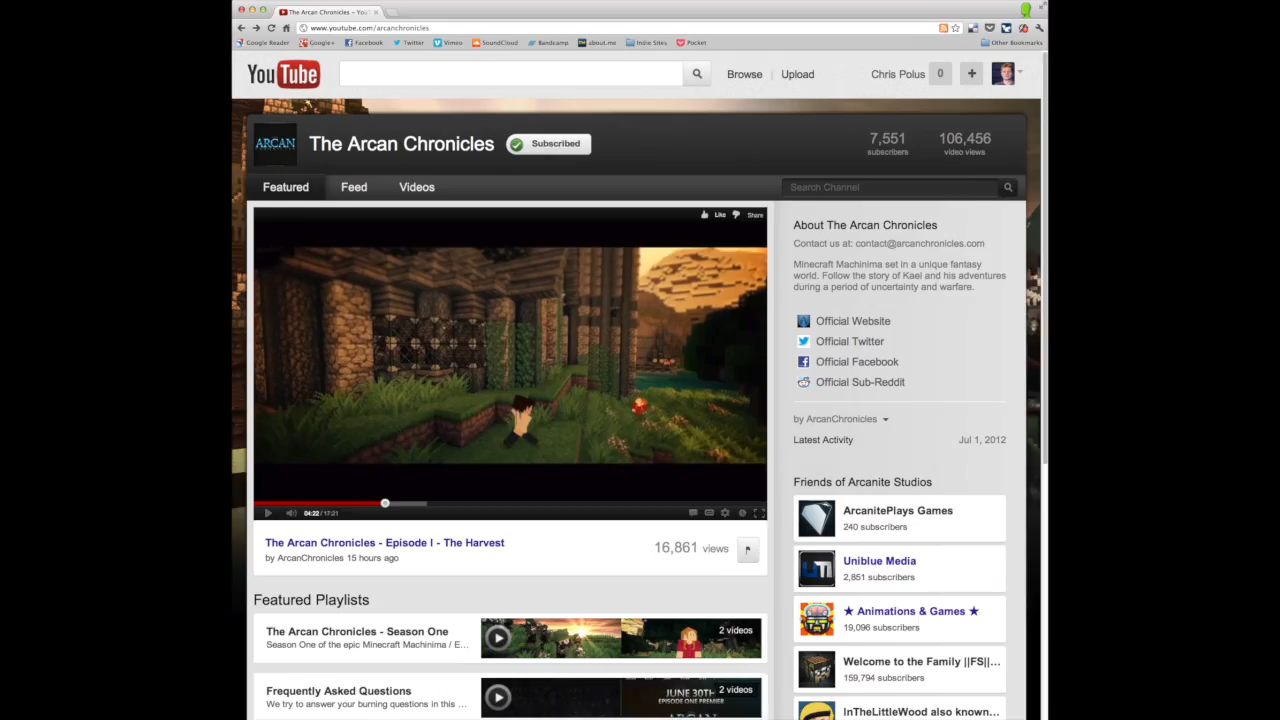 The Arcan Chronicles – You
www.youtube.com/arcanchronicles
Google Reader Google+ Facebook Twitter Vimeo SoundCloud Bandcamp about.me Indie Sites Pocket Other Bookmarks
YouTube Browse | Upload Chris Polus 0 +
ARCAN The Arcan Chronicles Subscribed
7,551 106,456
subscribers video views
Featured Feed Videos Search Channel
Like Share
04:22 / 17:21
The Arcan Chronicles - Episode I - The Harvest
16,861 views
by ArcanChronicles 15 hours ago
Featured Playlists
The Arcan Chronicles - Season One
Season One of the epic Minecraft Machinima / E...
2 videos
Frequently Asked Questions
We try to answer your burning questions in this ...
2 videos
JUNE 30TH
EPISODE ONE PREMIER
ARCAN
About The Arcan Chronicles
Contact us at: contact@arcanchronicles.com
Minecraft Machinima set in a unique fantasy
world. Follow the story of Kael and his adventures
during a period of uncertainty and warfare.
Official Website
Official Twitter
Official Facebook
Official Sub-Reddit
by ArcanChronicles
Latest Activity Jul 1, 2012
Friends of Arcanite Studios
ArcanitePlays Games
240 subscribers
Uniblue Media
2,851 subscribers
★ Animations & Games ★
19,096 subscribers
Welcome to the Family ||FS||...
159,794 subscribers
InTheLittleWood also known...